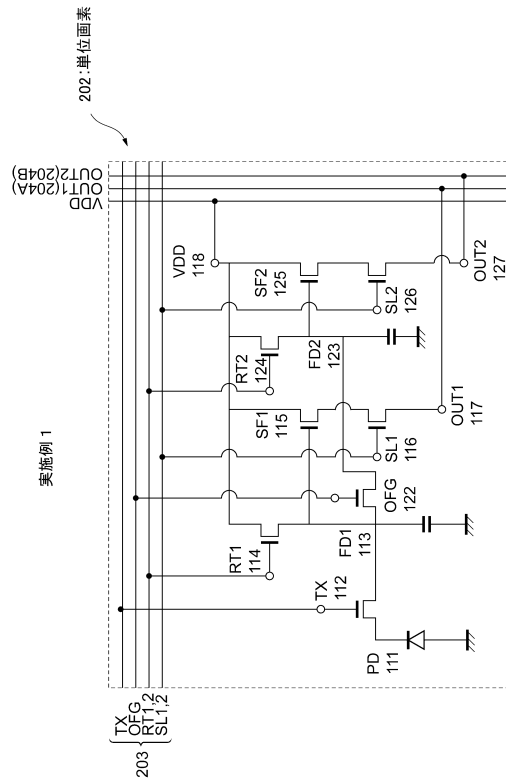 実施例 1
202:単位画素
203
TX
OFG
RT1,2
SL1,2
VDD
OUT1(204A)
OUT2(204B)
VDD
118
RT1
114
SF1
115
RT2
124
SF2
125
TX
112
FD1
113
OFG
122
SL1
116
FD2
123
SL2
126
PD
111
OUT1
117
OUT2
127